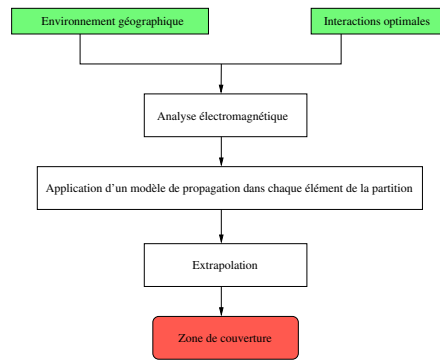 Environnement géographique
Interactions optimales
Analyse électromagnétique
Application d'un modèle de propagation dans chaque élément de la partition
Extrapolation
Zone de couverture